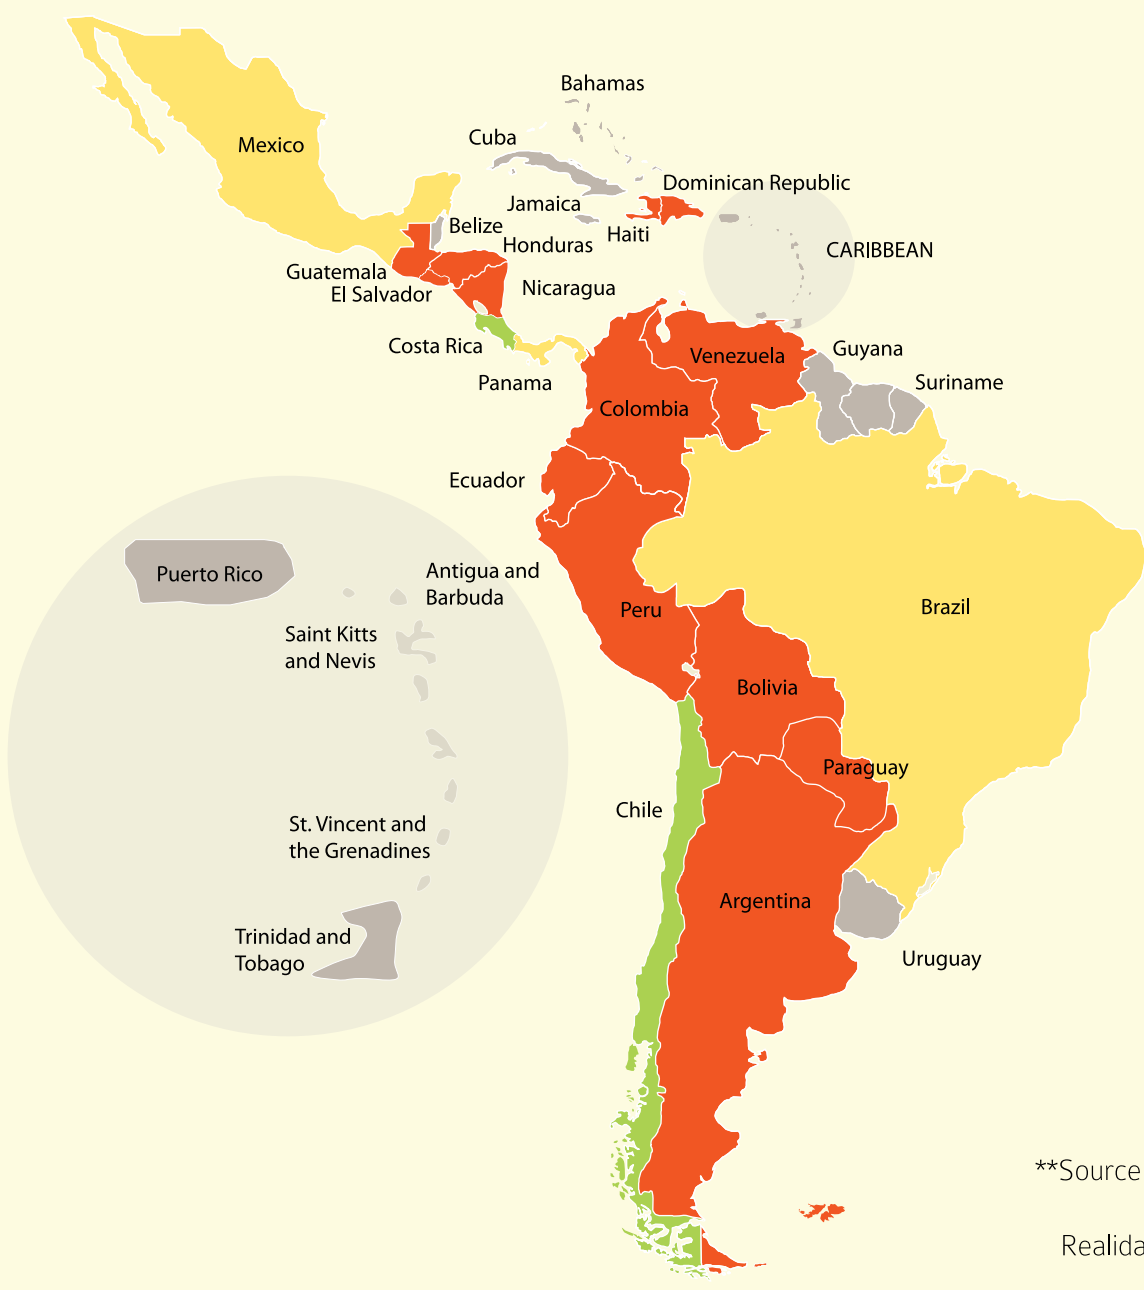 Bahamas
Cuba
Mexico
Dominican Republic
Jamaica
Belize
Haiti
Honduras
CARIBBEAN
Guatemala
El Salvador
Nicaragua
Costa Rica
Guyana
Venezuela
Panama
Suriname
Colombia
Ecuador
Puerto Rico
Antigua and
Barbuda
Peru
Brazil
Saint Kitts
and Nevis
Bolivia
Paraguay
Chile
St. Vincent and
the Grenadines
Argentina
Trinidad and
Tobago
Uruguay
**Source
Realida